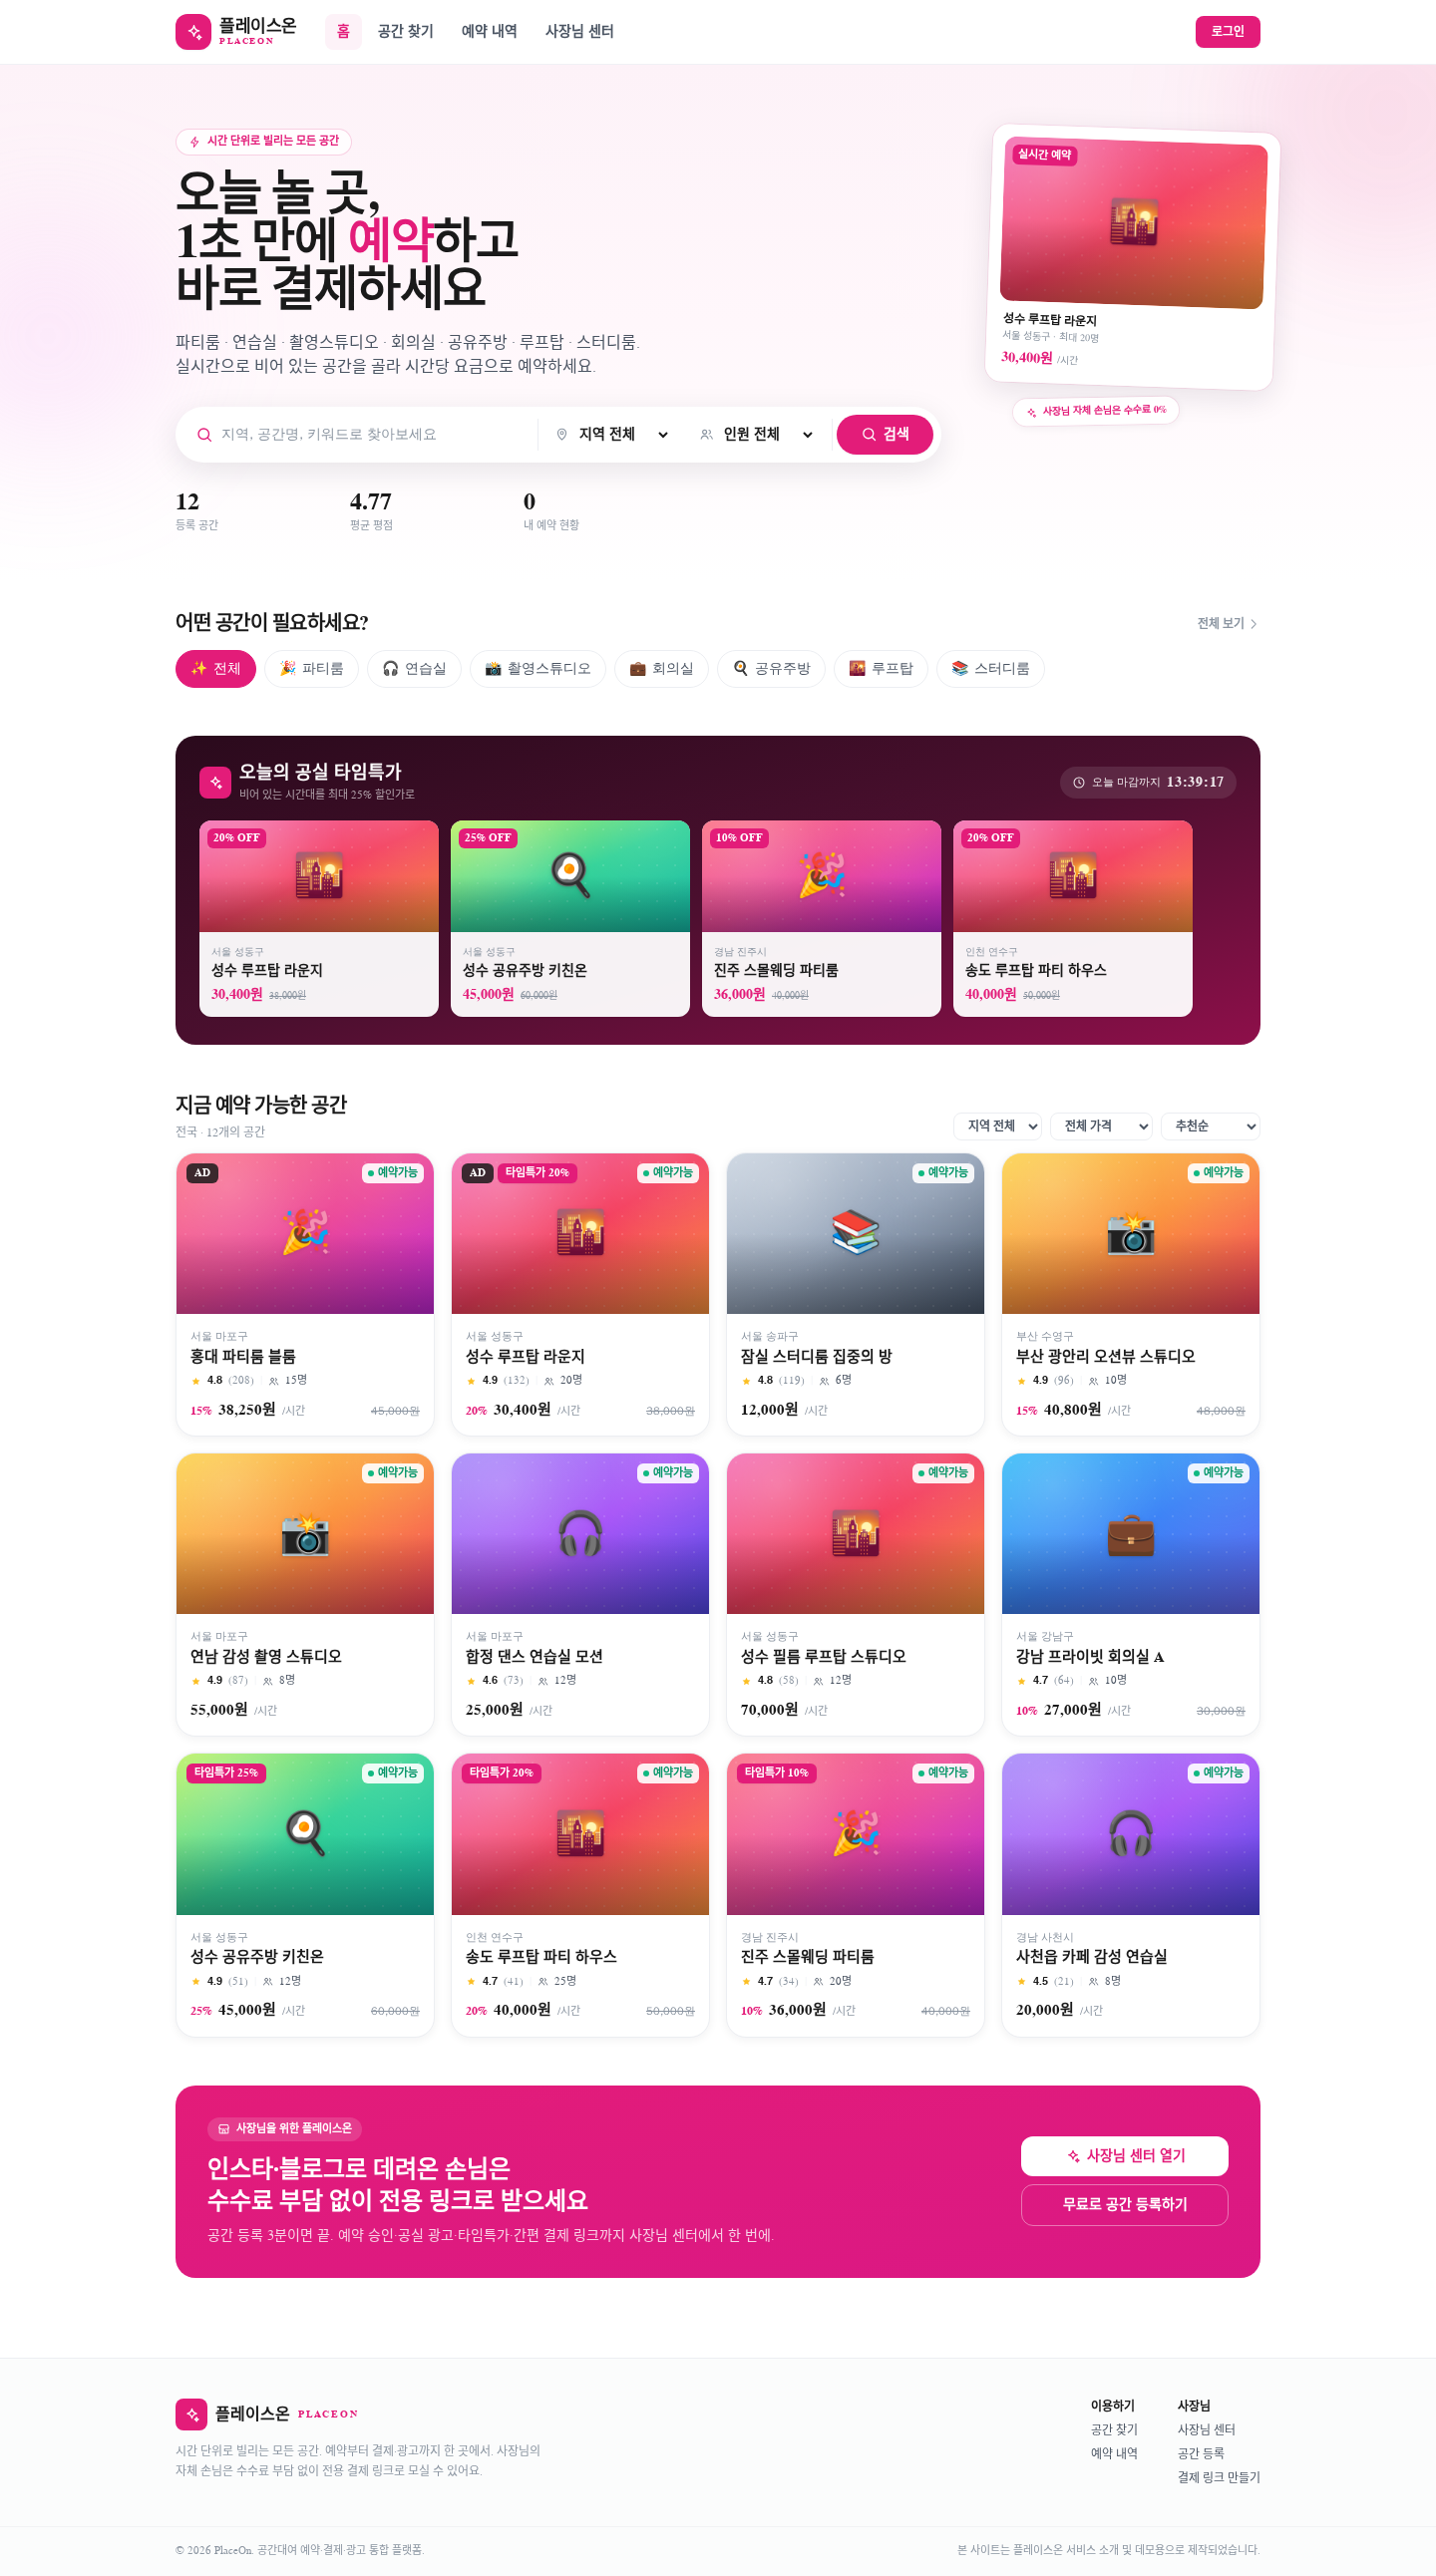 플레이스온
PLACEON
홈
공간 찾기
예약 내역
사장님 센터
로그인
시간 단위로 빌리는 모든 공간
오늘 놀 곳,
1초 만에 예약하고
바로 결제하세요
파티룸 · 연습실 · 촬영스튜디오 · 회의실 · 공유주방 · 루프탑 · 스터디룸.
실시간으로 비어 있는 공간을 골라 시간당 요금으로 예약하세요.
실시간 예약
성수 루프탑 라운지
서울 성동구 · 최대 20명
30,400원 /시간
사장님 자체 손님은 수수료 0%
지역, 공간명, 키워드로 찾아보세요
지역 전체
인원 전체
검색
12
등록 공간
4.77
평균 평점
0
내 예약 현황
어떤 공간이 필요하세요?
전체 보기
전체
파티룸
연습실
촬영스튜디오
회의실
공유주방
루프탑
스터디룸
오늘의 공실 타임특가
비어 있는 시간대를 최대 25% 할인가로
오늘 마감까지 13:39:17
20% OFF
서울 성동구
성수 루프탑 라운지
30,400원 38,000원
25% OFF
서울 성동구
성수 공유주방 키친온
45,000원 60,000원
10% OFF
경남 진주시
진주 스몰웨딩 파티룸
36,000원 40,000원
20% OFF
인천 연수구
송도 루프탑 파티 하우스
40,000원 50,000원
지금 예약 가능한 공간
전국 · 12개의 공간
지역 전체
전체 가격
추천순
AD
예약가능
서울 마포구
홍대 파티룸 블룸
4.8 (208) 15명
15% 38,250원 /시간 45,000원
AD
타임특가 20%
예약가능
서울 성동구
성수 루프탑 라운지
4.9 (132) 20명
20% 30,400원 /시간 38,000원
예약가능
서울 송파구
잠실 스터디룸 집중의 방
4.8 (119) 6명
12,000원 /시간
예약가능
부산 수영구
부산 광안리 오션뷰 스튜디오
4.9 (96) 10명
15% 40,800원 /시간 48,000원
예약가능
서울 마포구
연남 감성 촬영 스튜디오
4.9 (87) 8명
55,000원 /시간
예약가능
서울 마포구
합정 댄스 연습실 모션
4.6 (73) 12명
25,000원 /시간
예약가능
서울 성동구
성수 필름 루프탑 스튜디오
4.8 (58) 12명
70,000원 /시간
예약가능
서울 강남구
강남 프라이빗 회의실 A
4.7 (64) 10명
10% 27,000원 /시간 30,000원
타임특가 25%
예약가능
서울 성동구
성수 공유주방 키친온
4.9 (51) 12명
25% 45,000원 /시간 60,000원
타임특가 20%
예약가능
인천 연수구
송도 루프탑 파티 하우스
4.7 (41) 25명
20% 40,000원 /시간 50,000원
타임특가 10%
예약가능
경남 진주시
진주 스몰웨딩 파티룸
4.7 (34) 20명
10% 36,000원 /시간 40,000원
예약가능
경남 사천시
사천읍 카페 감성 연습실
4.5 (21) 8명
20,000원 /시간
사장님을 위한 플레이스온
인스타·블로그로 데려온 손님은
수수료 부담 없이 전용 링크로 받으세요
공간 등록 3분이면 끝. 예약 승인·공실 광고·타임특가·간편 결제 링크까지 사장님 센터에서 한 번에.
사장님 센터 열기
무료로 공간 등록하기
플레이스온 PLACEON
시간 단위로 빌리는 모든 공간. 예약부터 결제·광고까지 한 곳에서. 사장님의
자체 손님은 수수료 부담 없이 전용 결제 링크로 모실 수 있어요.
이용하기
공간 찾기
예약 내역
사장님
사장님 센터
공간 등록
결제 링크 만들기
© 2026 PlaceOn. 공간대여 예약·결제·광고 통합 플랫폼.
본 사이트는 플레이스온 서비스 소개 및 데모용으로 제작되었습니다.